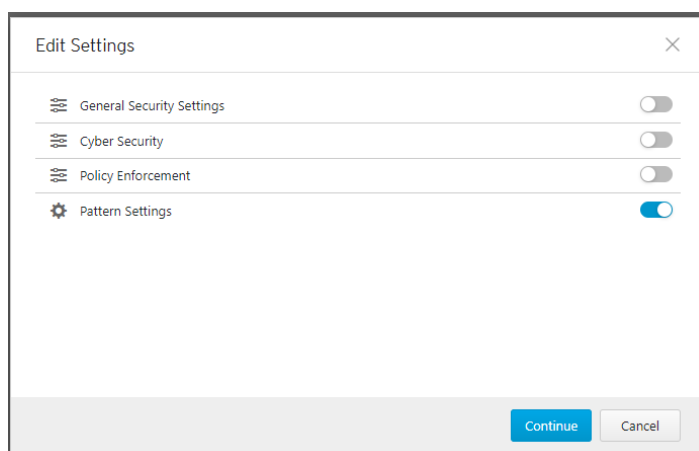 Edit Settings
General Security Settings
Cyber Security
Policy Enforcement
Pattern Settings
Continue Cancel